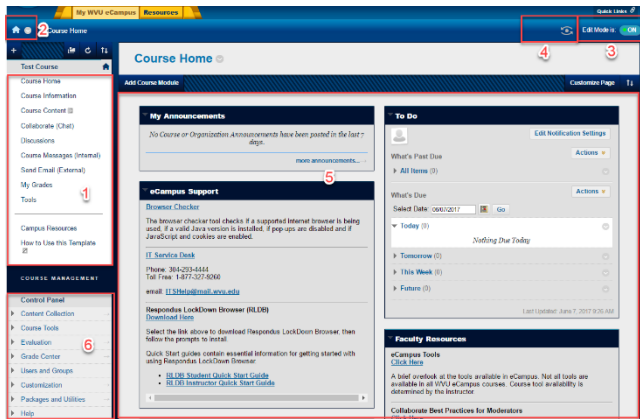 My WVU eCampus
Resources
Quick Links
2
Course Home
4
Edit Mode is:
ON
3
Test Course
Course Home
Add Course Module
Customize Page
Course Home
Course Information
Course Content
Collaborate (Chat)
Discussions
Course Messages (Internal)
Send Email (External)
My Grades
1
Tools
Campus Resources
How to Use this Template
COURSE MANAGEMENT
Control Panel
Content Collection
Course Tools
Evaluation
6
Grade Center
Users and Groups
Customization
Packages and Utilities
Help
My Announcements
No Course or Organization Announcements have been posted in the last 7
days.
more announcements...
5
eCampus Support
Browser Checker
The browser checker tool checks if a supported Internet browser is being
used, if a valid Java version is installed, if pop-ups are disabled and if
JavaScript and cookies are enabled.
IT Service Desk
Phone: 304-293-4444
Toll Free: 1-877-327-9260
email: ITSHelp@mail.wvu.edu
Respondus LockDown Browser (RLDB)
Download Here
Select the link above to download Respondus LockDown Browser, then
follow the prompts to install.
Quick Start guides contain essential information for getting started with
using Respondus LockDown Browser.
RLDB Student Quick Start Guide
RLDB Instructor Quick Start Guide
To Do
Edit Notification Settings
What's Past Due
Actions
All Items (0)
What's Due
Actions
Select Date: 06/07/2017
Go
Today (0)
Nothing Due Today
Tomorrow (0)
This Week (0)
Future (0)
Last Updated: June 7, 2017 9:26 AM
Faculty Resources
eCampus Tools
Click Here
A brief overlook at the tools available in eCampus. Not all tools are
available in all WVU eCampus courses. Course tool availability is
determined by the instructor.
Collaborate Best Practices for Moderators